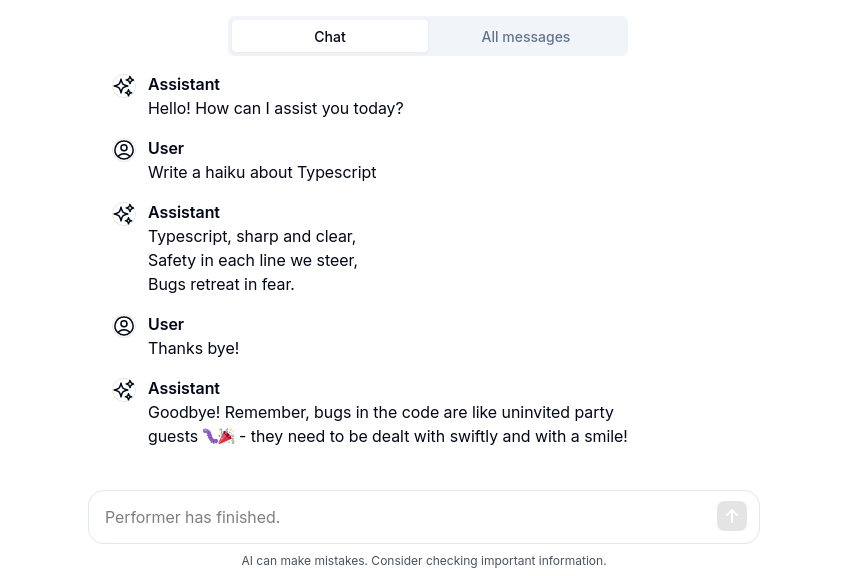 Chat
All messages
Assistant
Hello! How can I assist you today?
User
Write a haiku about Typescript
Assistant
Typescript, sharp and clear,
Safety in each line we steer,
Bugs retreat in fear.
User
Thanks bye!
Assistant
Goodbye! Remember, bugs in the code are like uninvited party
guests 🐛🎉 - they need to be dealt with swiftly and with a smile!
Performer has finished.
AI can make mistakes. Consider checking important information.